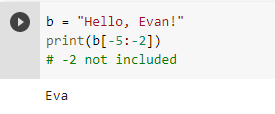 b = "Hello, Evan!"
print(b[-5:-2])
# -2 not included
Eva